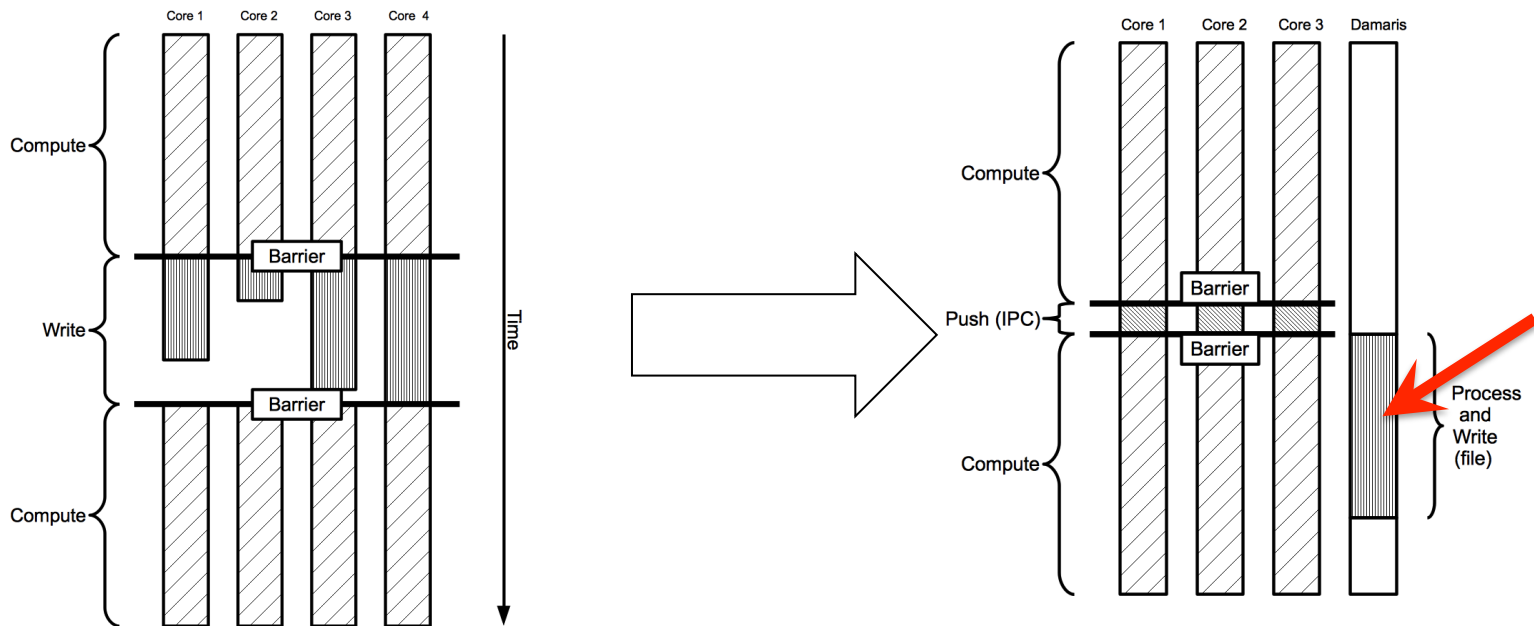 Core 1
Core 2
Core 3
Core 4
Compute
Barrier
Write
Time
Barrier
Compute
Core 1
Core 2
Core 3
Damaris
Compute
Barrier
Push (IPC)
Barrier
Process
and
Write
(file)
Compute